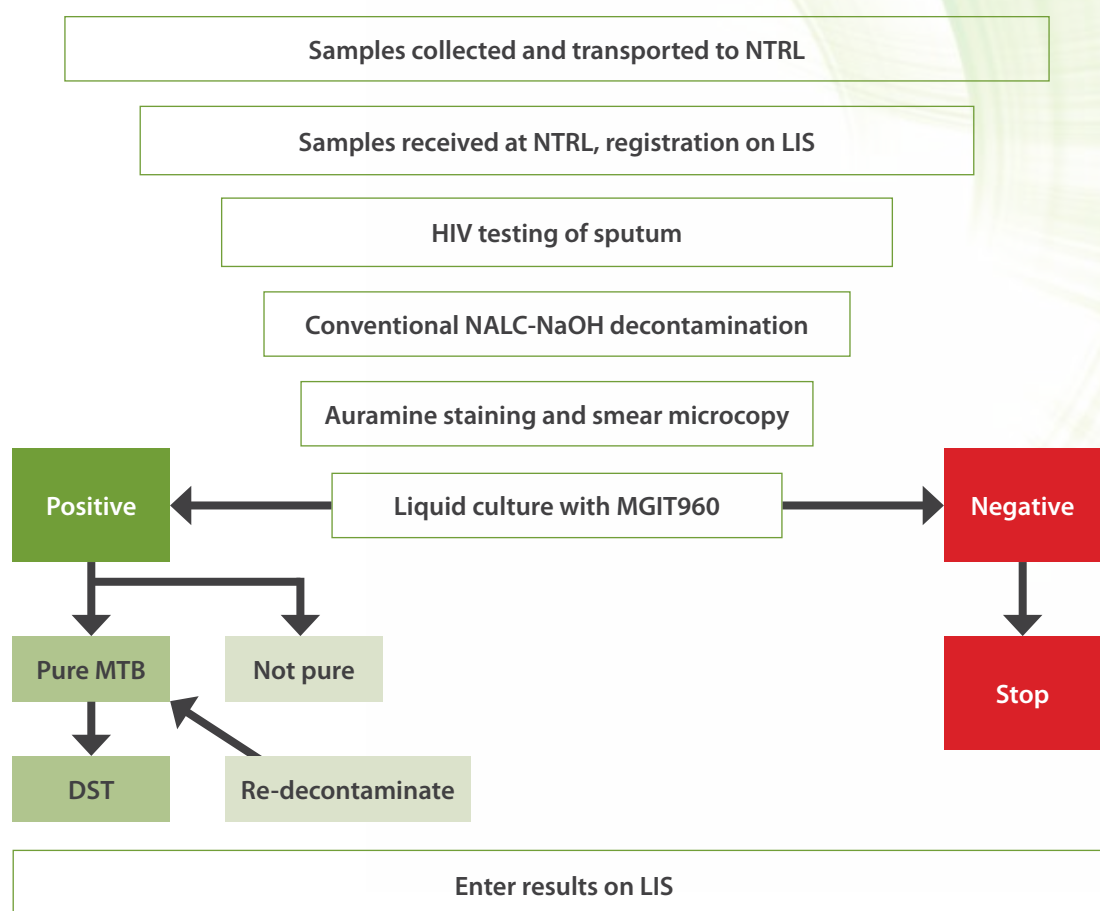 Samples collected and transported to NTRL
Samples received at NTRL, registration on LIS
HIV testing of sputum
Conventional NALC-NaOH decontamination
Auramine staining and smear microcopy
Positive
Liquid culture with MGIT960
Negative
Pure MTB
Not pure
Stop
DST
Re-decontaminate
Enter results on LIS